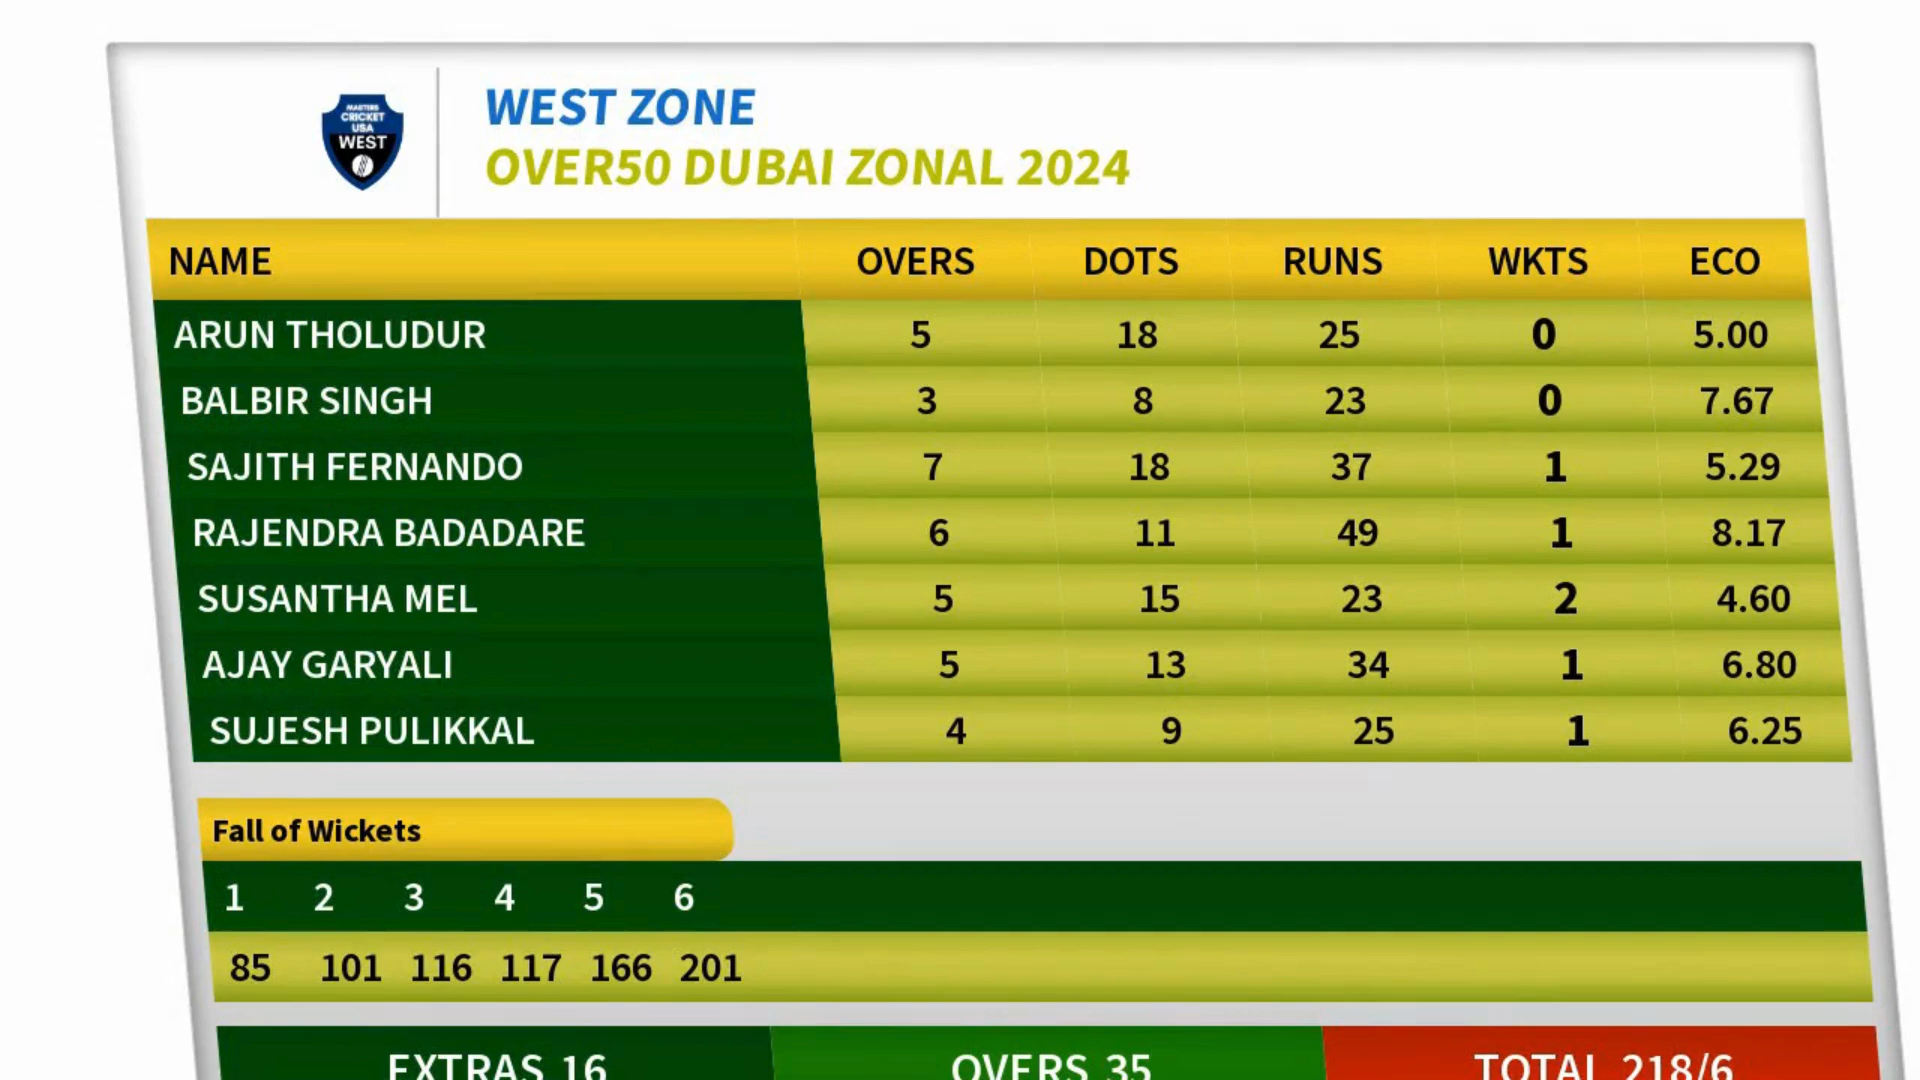 MASTERS
CRICKET
USA
WEST
WEST ZONE
OVER50 DUBAI ZONAL 2024
NAME OVERS DOTS RUNS WKTS ECO
ARUN THOLUDUR 5 18 25 0 5.00
BALBIR SINGH 3 8 23 0 7.67
SAJITH FERNANDO 7 18 37 1 5.29
RAJENDRA BADADARE 6 11 49 1 8.17
SUSANTHA MEL 5 15 23 2 4.60
AJAY GARYALI 5 13 34 1 6.80
SUJESH PULIKKAL 4 9 25 1 6.25
Fall of Wickets
1 2 3 4 5 6
85 101 116 117 166 201
EXTRAS 16 OVERS 35 TOTAL 218/6